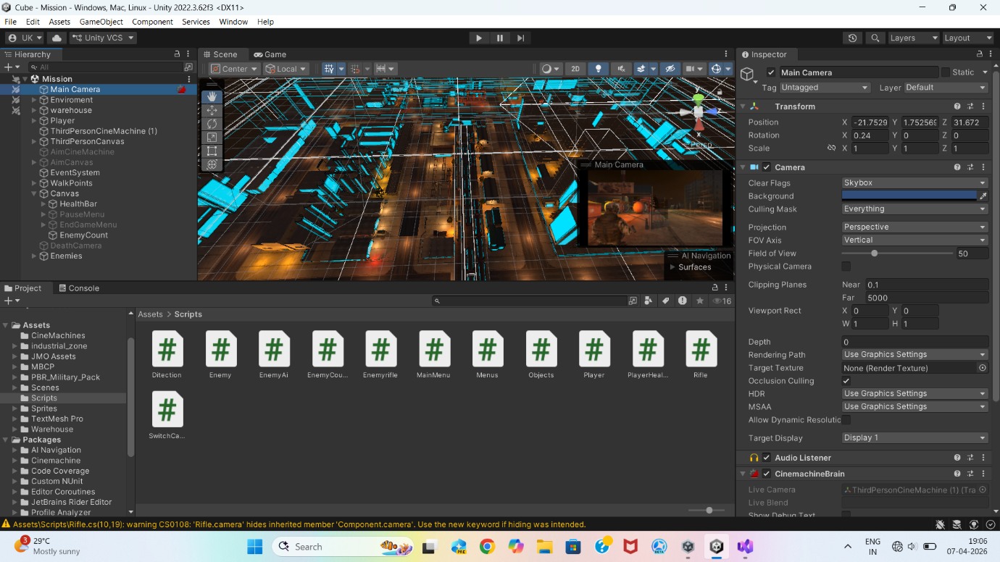 Cube - Mission - Windows, Mac, Linux - Unity 2022.3.62f3 <DX11>
File Edit Assets GameObject Component Services Window Help
UK Unity VCS Layers Layout
Hierarchy
All
Mission
Main Camera
Enviroment
warehouse
Player
ThirdPersonCineMachine (1)
ThirdPersonCanvas
AimCineMachine
AimCanvas
EventSystem
WalkPoints
Canvas
HealthBar
PauseMenu
EndGameMenu
EnemyCount
DeathCamera
Enemies
Scene Game
Center Local 2D
y
x
Persp
Main Camera
AI Navigation
Surfaces
Inspector
Main Camera Static
Tag Untagged Layer Default
Transform
Position X -21.7529 Y 1.752569 Z 31.672
Rotation X 0.24 Y 0 Z 0
Scale X 1 Y 1 Z 1
Camera
Clear Flags Skybox
Background
Culling Mask Everything
Projection Perspective
FOV Axis Vertical
Field of View 50
Physical Camera
Clipping Planes Near 0.1
Far 5000
Viewport Rect X 0 Y 0
W 1 H 1
Depth 0
Rendering Path Use Graphics Settings
Target Texture None (Render Texture)
Occlusion Culling
HDR Use Graphics Settings
MSAA Use Graphics Settings
Allow Dynamic Resolutio
Target Display Display 1
Audio Listener
CinemachineBrain
Live Camera ThirdPersonCineMachine (1) (Tra
Live Blend
Show Debug Text
Project Console
16
Assets
CineMachines
industrial_zone
JMO Assets
MBCP
PBR_Military_Pack
Scenes
Scripts
Sprites
TextMesh Pro
Warehouse
Packages
AI Navigation
Cinemachine
Code Coverage
Custom NUnit
Editor Coroutines
JetBrains Rider Editor
Profile Analyzer
Assets > Scripts
Ditection Enemy EnemyAi EnemyCou... Enemyrifle MainMenu Menus Objects Player PlayerHeal... Rifle
SwitchCa...
Assets\Scripts\Rifle.cs(10,19): warning CS0108: 'Rifle.camera' hides inherited member 'Component.camera'. Use the new keyword if hiding was intended.
3
29°C
Mostly sunny
Search
PRE
BETA
ENG
IN
19:06
07-04-2026